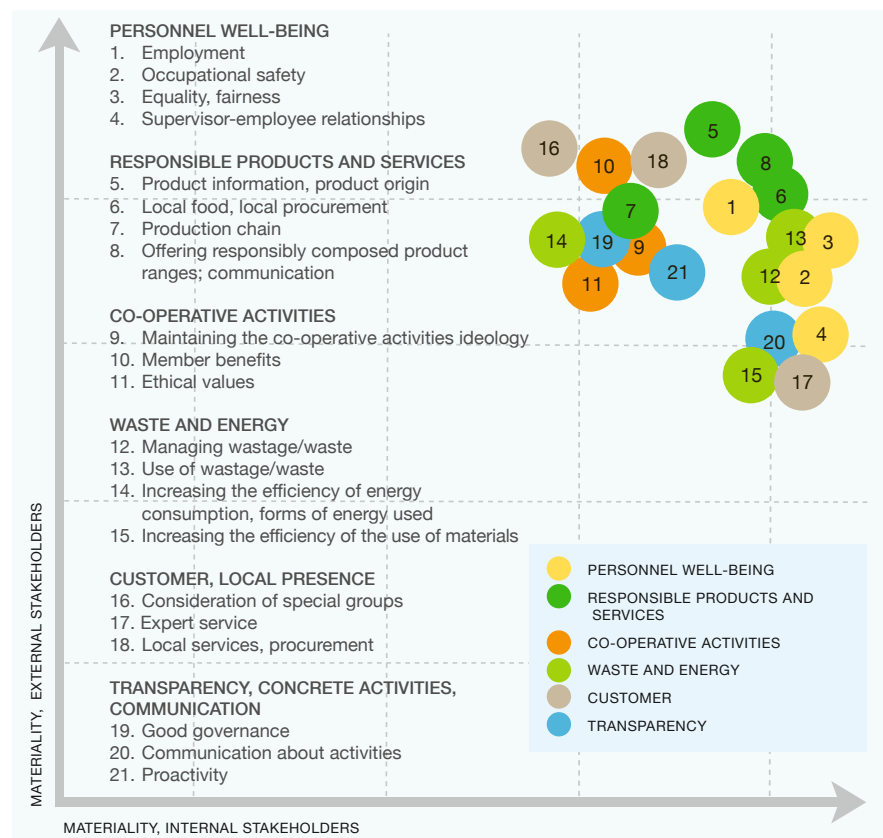 PERSONNEL WELL-BEING
1. Employment
2. Occupational safety
3. Equality, fairness
4. Supervisor-employee relationships
RESPONSIBLE PRODUCTS AND SERVICES
5. Product information, product origin
6. Local food, local procurement
7. Production chain
8. Offering responsibly composed product
ranges; communication
CO-OPERATIVE ACTIVITIES
9. Maintaining the co-operative activities ideology
10. Member benefits
11. Ethical values
WASTE AND ENERGY
12. Managing wastage/waste
13. Use of wastage/waste
14. Increasing the efficiency of energy
consumption, forms of energy used
15. Increasing the efficiency of the use of materials
CUSTOMER, LOCAL PRESENCE
16. Consideration of special groups
17. Expert service
18. Local services, procurement
TRANSPARENCY, CONCRETE ACTIVITIES,
COMMUNICATION
19. Good governance
20. Communication about activities
21. Proactivity
5
16
10
18
8
6
7
1
14
19
9
13
3
21
11
12
2
20
4
15
17
PERSONNEL WELL-BEING
RESPONSIBLE PRODUCTS AND
SERVICES
CO-OPERATIVE ACTIVITIES
WASTE AND ENERGY
CUSTOMER
TRANSPARENCY
MATERIALITY, EXTERNAL STAKEHOLDERS
MATERIALITY, INTERNAL STAKEHOLDERS